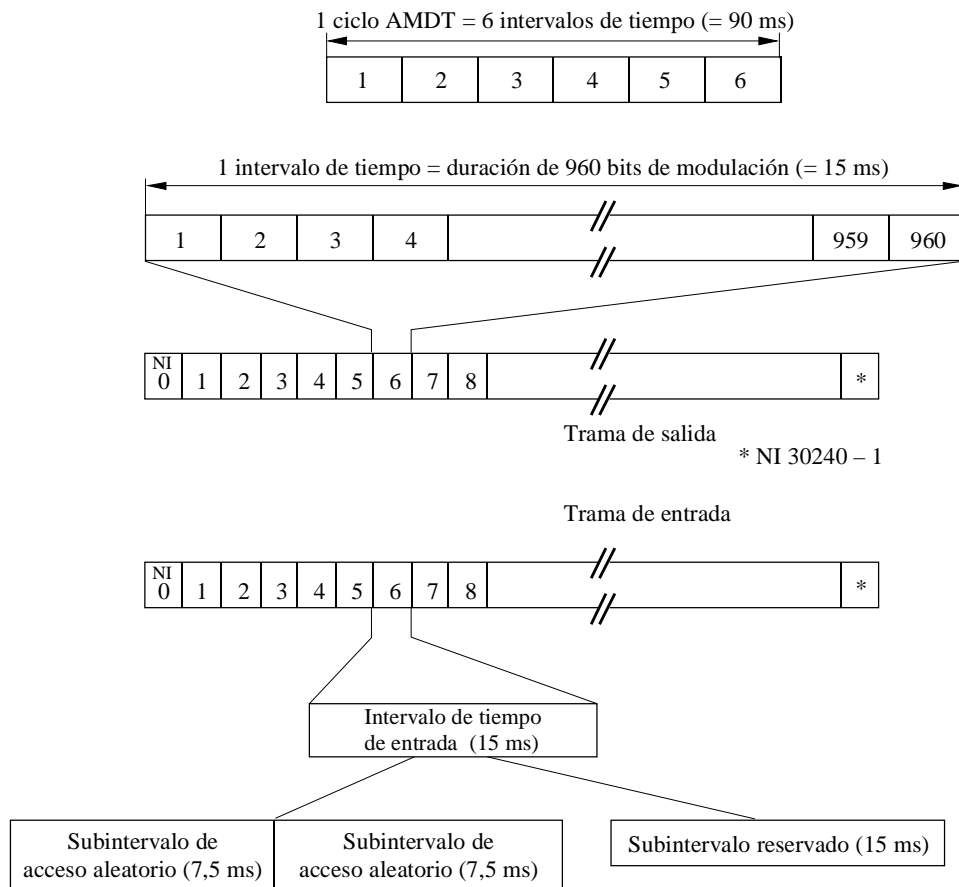 1 ciclo AMDT = 6 intervalos de tiempo (= 90 ms)
1 2 3 4 5 6
1 intervalo de tiempo = duración de 960 bits de modulación (= 15 ms)
1 2 3 4 959 960
NI
0 1 2 3 4 5 6 7 8 *
Trama de salida
* NI 30240 – 1
Trama de entrada
NI
0 1 2 3 4 5 6 7 8 *
Intervalo de tiempo
de entrada (15 ms)
Subintervalo de
acceso aleatorio (7,5 ms)
Subintervalo de
acceso aleatorio (7,5 ms)
Subintervalo reservado (15 ms)